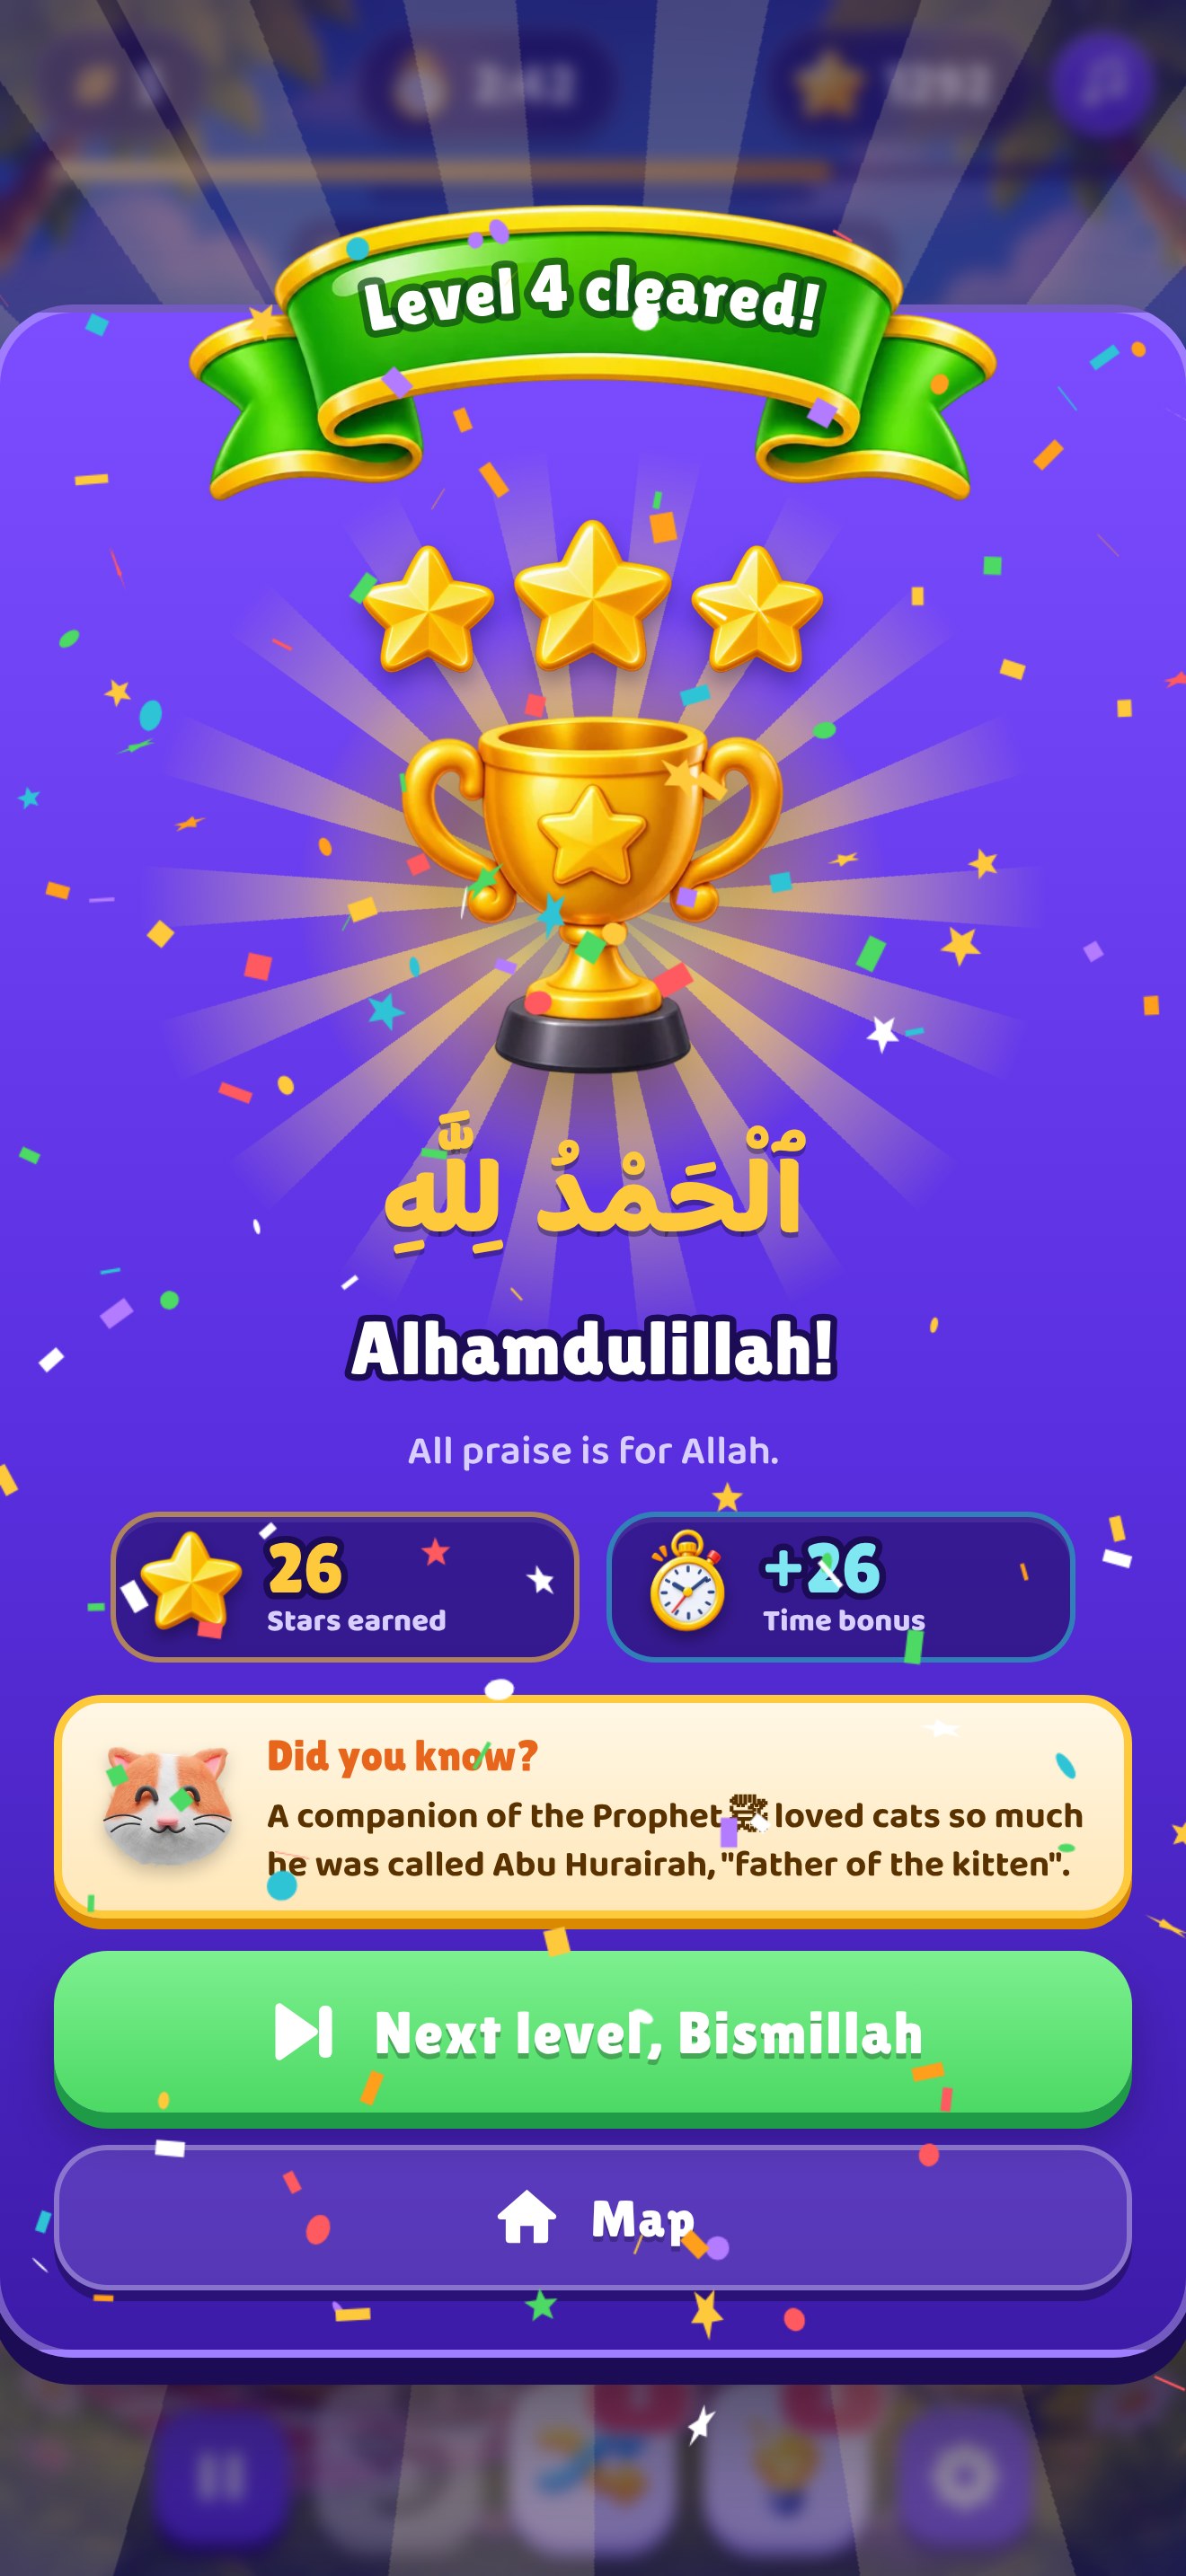 Level 4 cleared!
ٱلْحَمْدُ لِلَّٰهِ
Alhamdulillah!
All praise is for Allah.
26
Stars earned
+26
Time bonus
Did you know?
A companion of the Prophet ﷺ loved cats so much
he was called Abu Hurairah, "father of the kitten".
Next level, Bismillah
Map